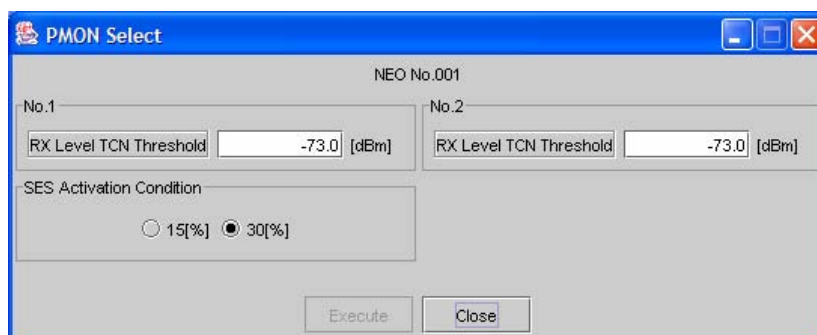 PMON Select
NEO No.001
No.1
No.2
RX Level TCN Threshold -73.0 [dBm]
RX Level TCN Threshold -73.0 [dBm]
SES Activation Condition
15[%] 30[%]
Execute Close